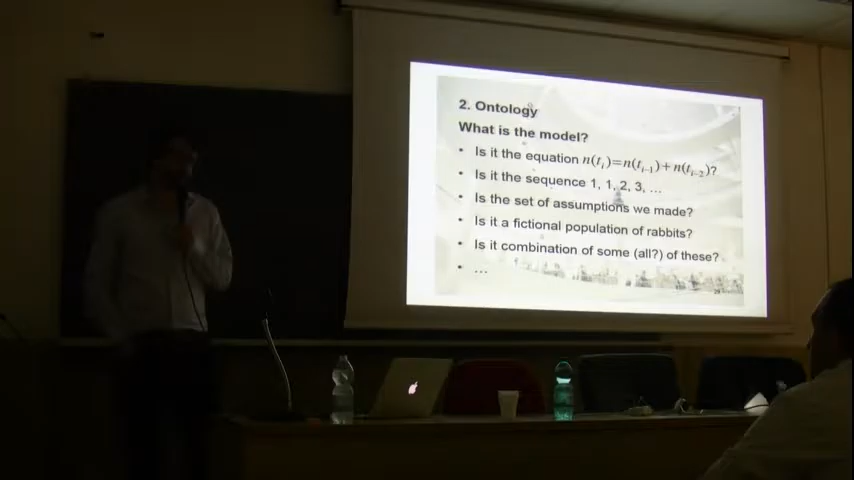 2. Ontology
What is the model?
• Is it the equation n(tᵢ)=n(tᵢ₋₁)+n(tᵢ₋₂)?
• Is it the sequence 1, 1, 2, 3, …
• Is the set of assumptions we made?
• Is it a fictional population of rabbits?
• Is it combination of some (all?) of these?
• …